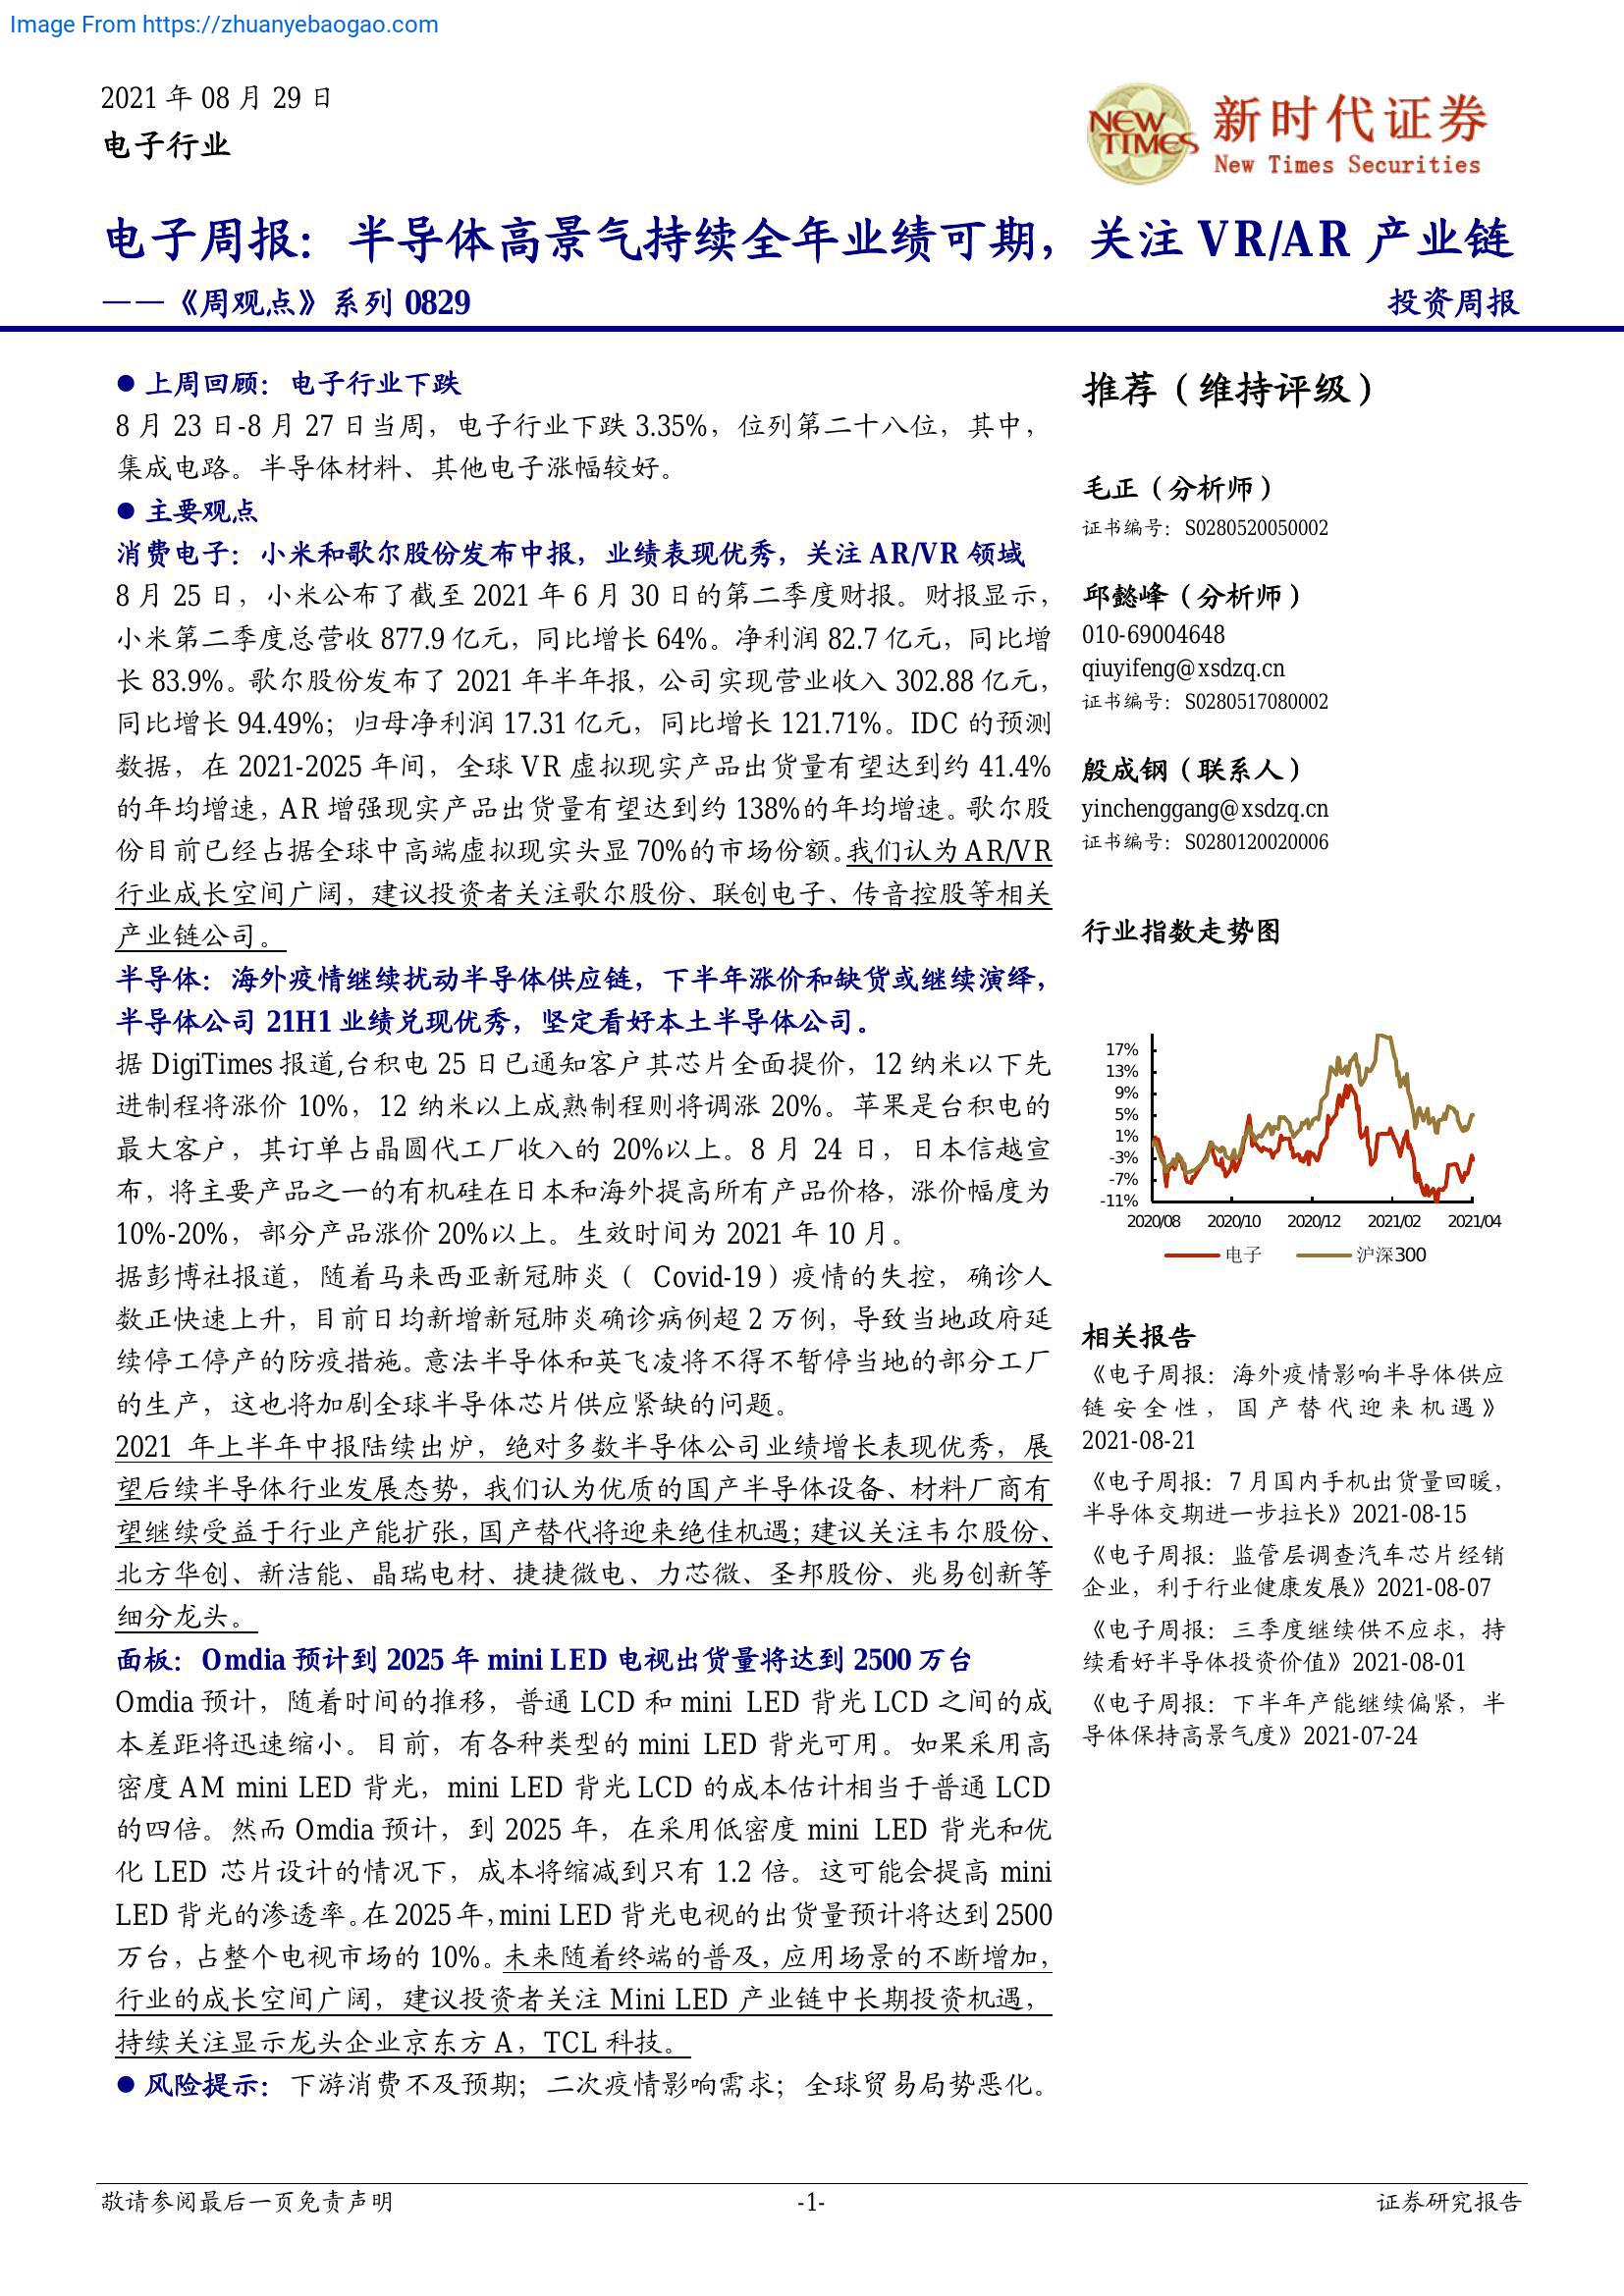 Image From https://zhuanyebaogao.com
2021 年 08 月 29 日
电子行业
NEW TIMES
新时代证券
New Times Securities
电子周报：半导体高景气持续全年业绩可期，关注 VR/AR 产业链
——《周观点》系列 0829
投资周报
● 上周回顾：电子行业下跌
8 月 23 日-8 月 27 日当周，电子行业下跌 3.35%，位列第二十八位，其中，
集成电路。半导体材料、其他电子涨幅较好。
● 主要观点
消费电子：小米和歌尔股份发布中报，业绩表现优秀，关注 AR/VR 领域
8 月 25 日，小米公布了截至 2021 年 6 月 30 日的第二季度财报。财报显示，
小米第二季度总营收 877.9 亿元，同比增长 64%。净利润 82.7 亿元，同比增
长 83.9%。歌尔股份发布了 2021 年半年报，公司实现营业收入 302.88 亿元，
同比增长 94.49%；归母净利润 17.31 亿元，同比增长 121.71%。IDC 的预测
数据，在 2021-2025 年间，全球 VR 虚拟现实产品出货量有望达到约 41.4%
的年均增速，AR 增强现实产品出货量有望达到约 138%的年均增速。歌尔股
份目前已经占据全球中高端虚拟现实头显 70%的市场份额。我们认为 AR/VR
行业成长空间广阔，建议投资者关注歌尔股份、联创电子、传音控股等相关
产业链公司。
半导体：海外疫情继续扰动半导体供应链，下半年涨价和缺货或继续演绎，
半导体公司 21H1 业绩兑现优秀，坚定看好本土半导体公司。
据 DigiTimes 报道,台积电 25 日已通知客户其芯片全面提价，12 纳米以下先
进制程将涨价 10%，12 纳米以上成熟制程则将调涨 20%。苹果是台积电的
最大客户，其订单占晶圆代工厂收入的 20%以上。8 月 24 日，日本信越宣
布，将主要产品之一的有机硅在日本和海外提高所有产品价格，涨价幅度为
10%-20%，部分产品涨价 20%以上。生效时间为 2021 年 10 月。
据彭博社报道，随着马来西亚新冠肺炎（ Covid-19）疫情的失控，确诊人
数正快速上升，目前日均新增新冠肺炎确诊病例超 2 万例，导致当地政府延
续停工停产的防疫措施。意法半导体和英飞凌将不得不暂停当地的部分工厂
的生产，这也将加剧全球半导体芯片供应紧缺的问题。
2021 年上半年中报陆续出炉，绝对多数半导体公司业绩增长表现优秀，展
望后续半导体行业发展态势，我们认为优质的国产半导体设备、材料厂商有
望继续受益于行业产能扩张，国产替代将迎来绝佳机遇；建议关注韦尔股份、
北方华创、新洁能、晶瑞电材、捷捷微电、力芯微、圣邦股份、兆易创新等
细分龙头。
面板：Omdia 预计到 2025 年 mini LED 电视出货量将达到 2500 万台
Omdia 预计，随着时间的推移，普通 LCD 和 mini LED 背光 LCD 之间的成
本差距将迅速缩小。目前，有各种类型的 mini LED 背光可用。如果采用高
密度 AM mini LED 背光，mini LED 背光 LCD 的成本估计相当于普通 LCD
的四倍。然而 Omdia 预计，到 2025 年，在采用低密度 mini LED 背光和优
化 LED 芯片设计的情况下，成本将缩减到只有 1.2 倍。这可能会提高 mini
LED 背光的渗透率。在 2025 年，mini LED 背光电视的出货量预计将达到 2500
万台，占整个电视市场的 10%。未来随着终端的普及，应用场景的不断增加，
行业的成长空间广阔，建议投资者关注 Mini LED 产业链中长期投资机遇，
持续关注显示龙头企业京东方 A，TCL 科技。
● 风险提示：下游消费不及预期；二次疫情影响需求；全球贸易局势恶化。
推荐（维持评级）
毛正（分析师）
证书编号：S0280520050002
邱懿峰（分析师）
010-69004648
qiuyifeng@xsdzq.cn
证书编号：S0280517080002
殷成钢（联系人）
yinchenggang@xsdzq.cn
证书编号：S0280120020006
行业指数走势图
17%
13%
9%
5%
1%
-3%
-7%
-11%
2020/08 2020/10 2020/12 2021/02 2021/04
电子 沪深300
相关报告
《电子周报：海外疫情影响半导体供应
链安全性，国产替代迎来机遇》
2021-08-21
《电子周报：7 月国内手机出货量回暖，
半导体交期进一步拉长》2021-08-15
《电子周报：监管层调查汽车芯片经销
企业，利于行业健康发展》2021-08-07
《电子周报：三季度继续供不应求，持
续看好半导体投资价值》2021-08-01
《电子周报：下半年产能继续偏紧，半
导体保持高景气度》2021-07-24
敬请参阅最后一页免责声明
-1-
证券研究报告